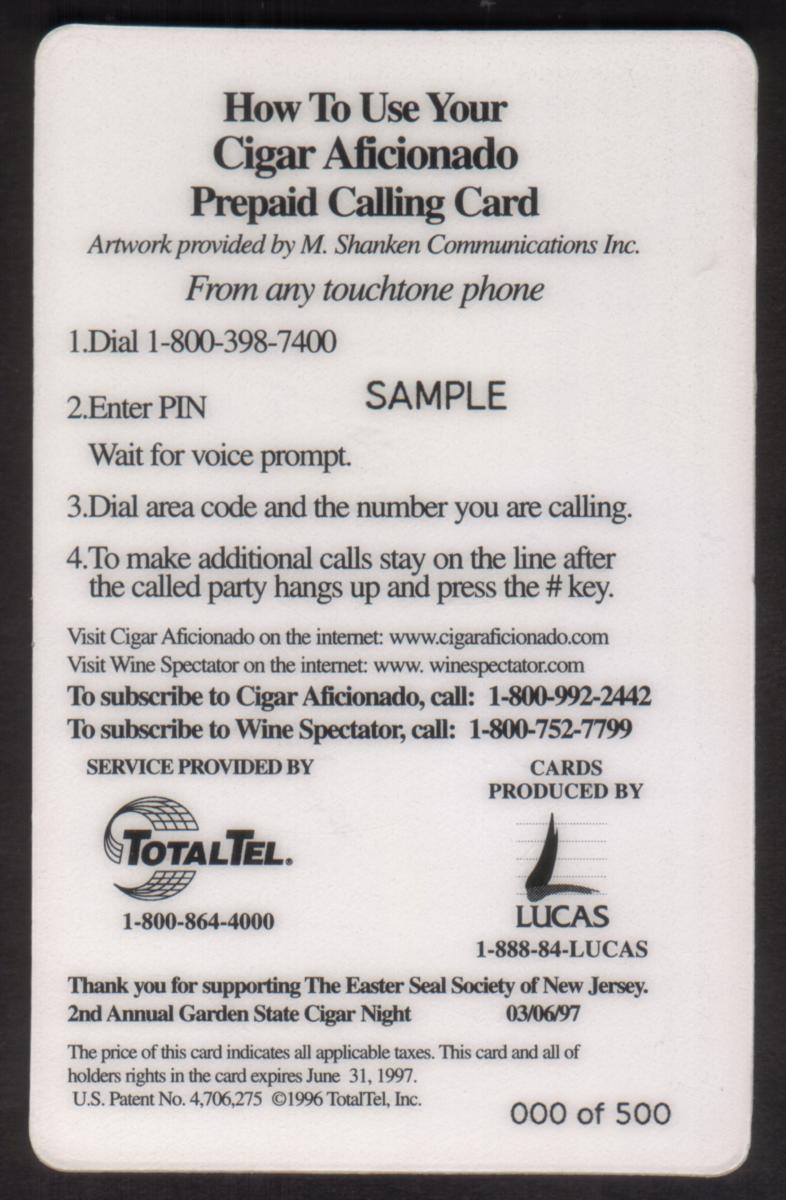 How To Use Your
Cigar Aficionado
Prepaid Calling Card
Artwork provided by M. Shanken Communications Inc.
From any touchtone phone
1.Dial 1-800-398-7400
2.Enter PIN SAMPLE
Wait for voice prompt.
3.Dial area code and the number you are calling.
4.To make additional calls stay on the line after
the called party hangs up and press the # key.
Visit Cigar Aficionado on the internet: www.cigaraficionado.com
Visit Wine Spectator on the internet: www. winespectator.com
To subscribe to Cigar Aficionado, call: 1-800-992-2442
To subscribe to Wine Spectator, call: 1-800-752-7799
SERVICE PROVIDED BY
TOTALTEL®
1-800-864-4000
CARDS
PRODUCED BY
LUCAS
1-888-84-LUCAS
Thank you for supporting The Easter Seal Society of New Jersey.
2nd Annual Garden State Cigar Night 03/06/97
The price of this card indicates all applicable taxes. This card and all of
holders rights in the card expires June 31, 1997.
U.S. Patent No. 4,706,275 ©1996 TotalTel, Inc.
000 of 500